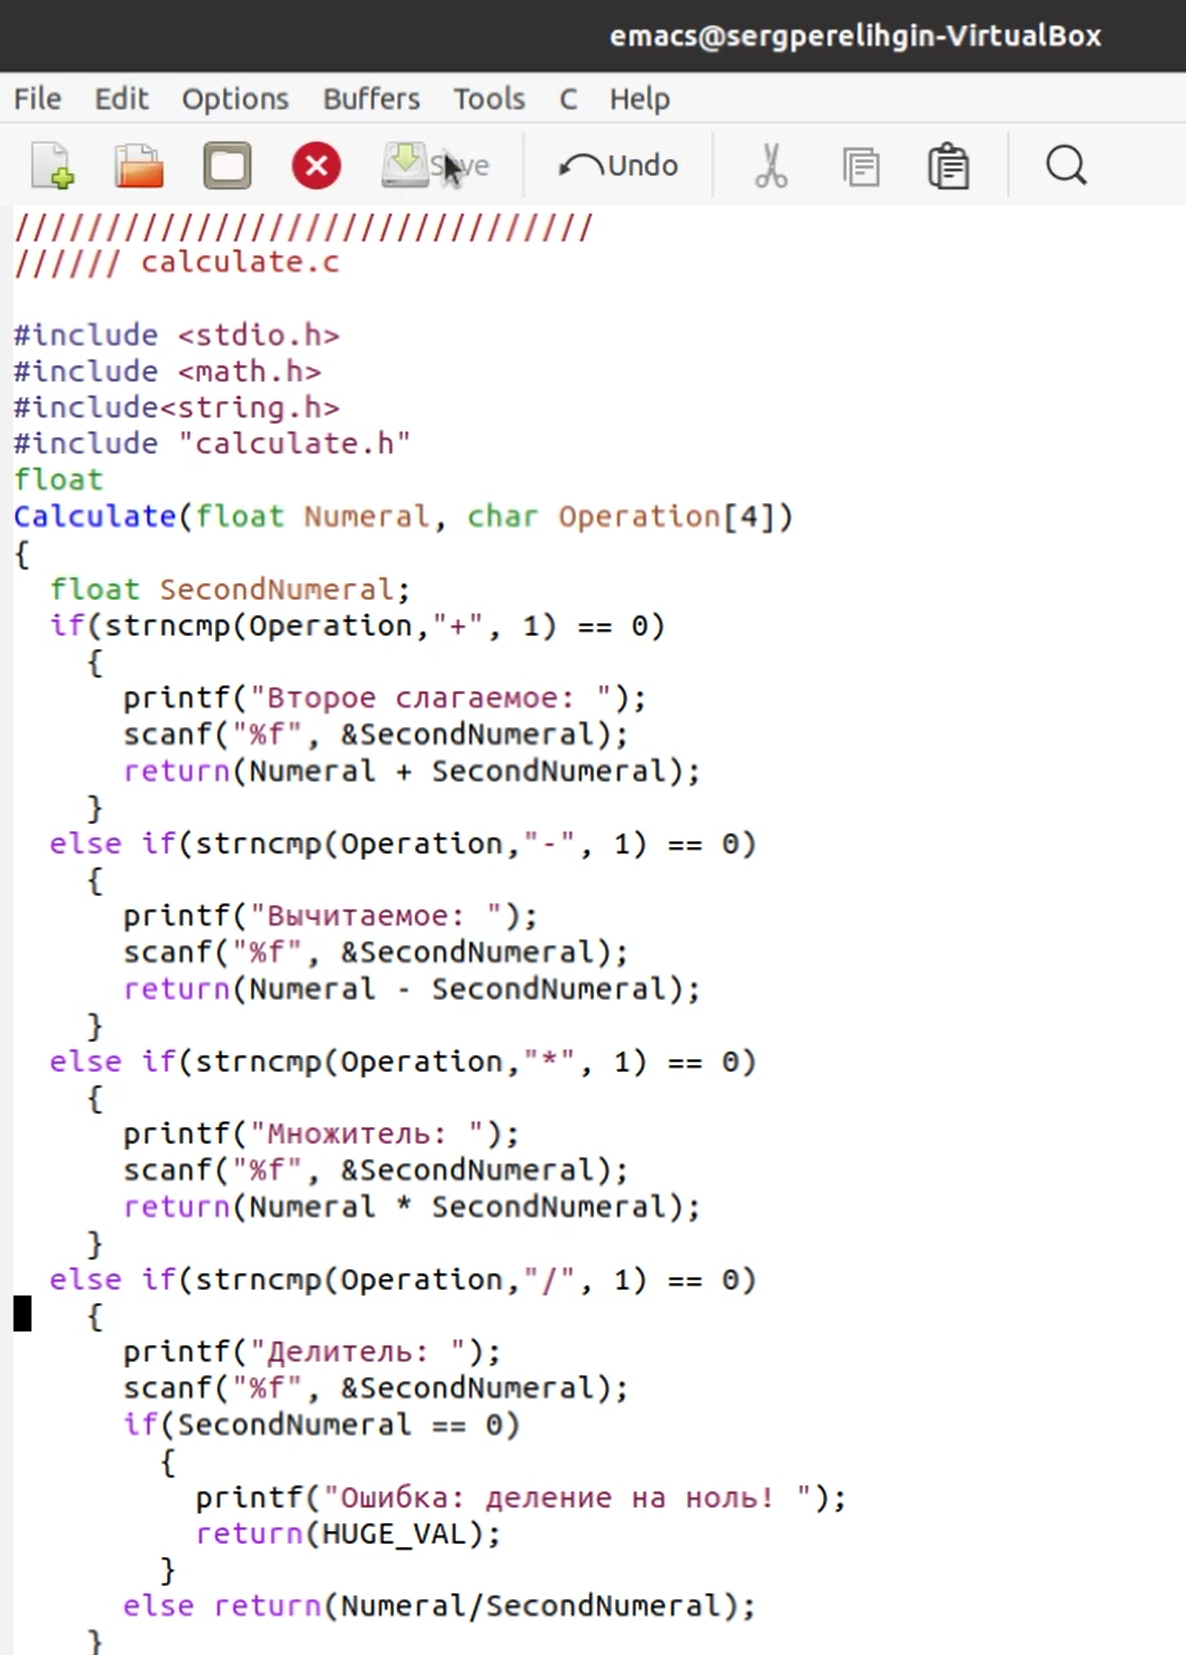 emacs@sergperelihgin-VirtualBox
File Edit Options Buffers Tools C Help
Save Undo
////////////////////////////////
////// calculate.c
#include <stdio.h>
#include <math.h>
#include<string.h>
#include "calculate.h"
float
Calculate(float Numeral, char Operation[4])
{
float SecondNumeral;
if(strncmp(Operation,"+", 1) == 0)
{
printf("Второе слагаемое: ");
scanf("%f", &SecondNumeral);
return(Numeral + SecondNumeral);
}
else if(strncmp(Operation,"-", 1) == 0)
{
printf("Вычитаемое: ");
scanf("%f", &SecondNumeral);
return(Numeral - SecondNumeral);
}
else if(strncmp(Operation,"*", 1) == 0)
{
printf("Множитель: ");
scanf("%f", &SecondNumeral);
return(Numeral * SecondNumeral);
}
else if(strncmp(Operation,"/", 1) == 0)
{
printf("Делитель: ");
scanf("%f", &SecondNumeral);
if(SecondNumeral == 0)
{
printf("Ошибка: деление на ноль! ");
return(HUGE_VAL);
}
else return(Numeral/SecondNumeral);
}